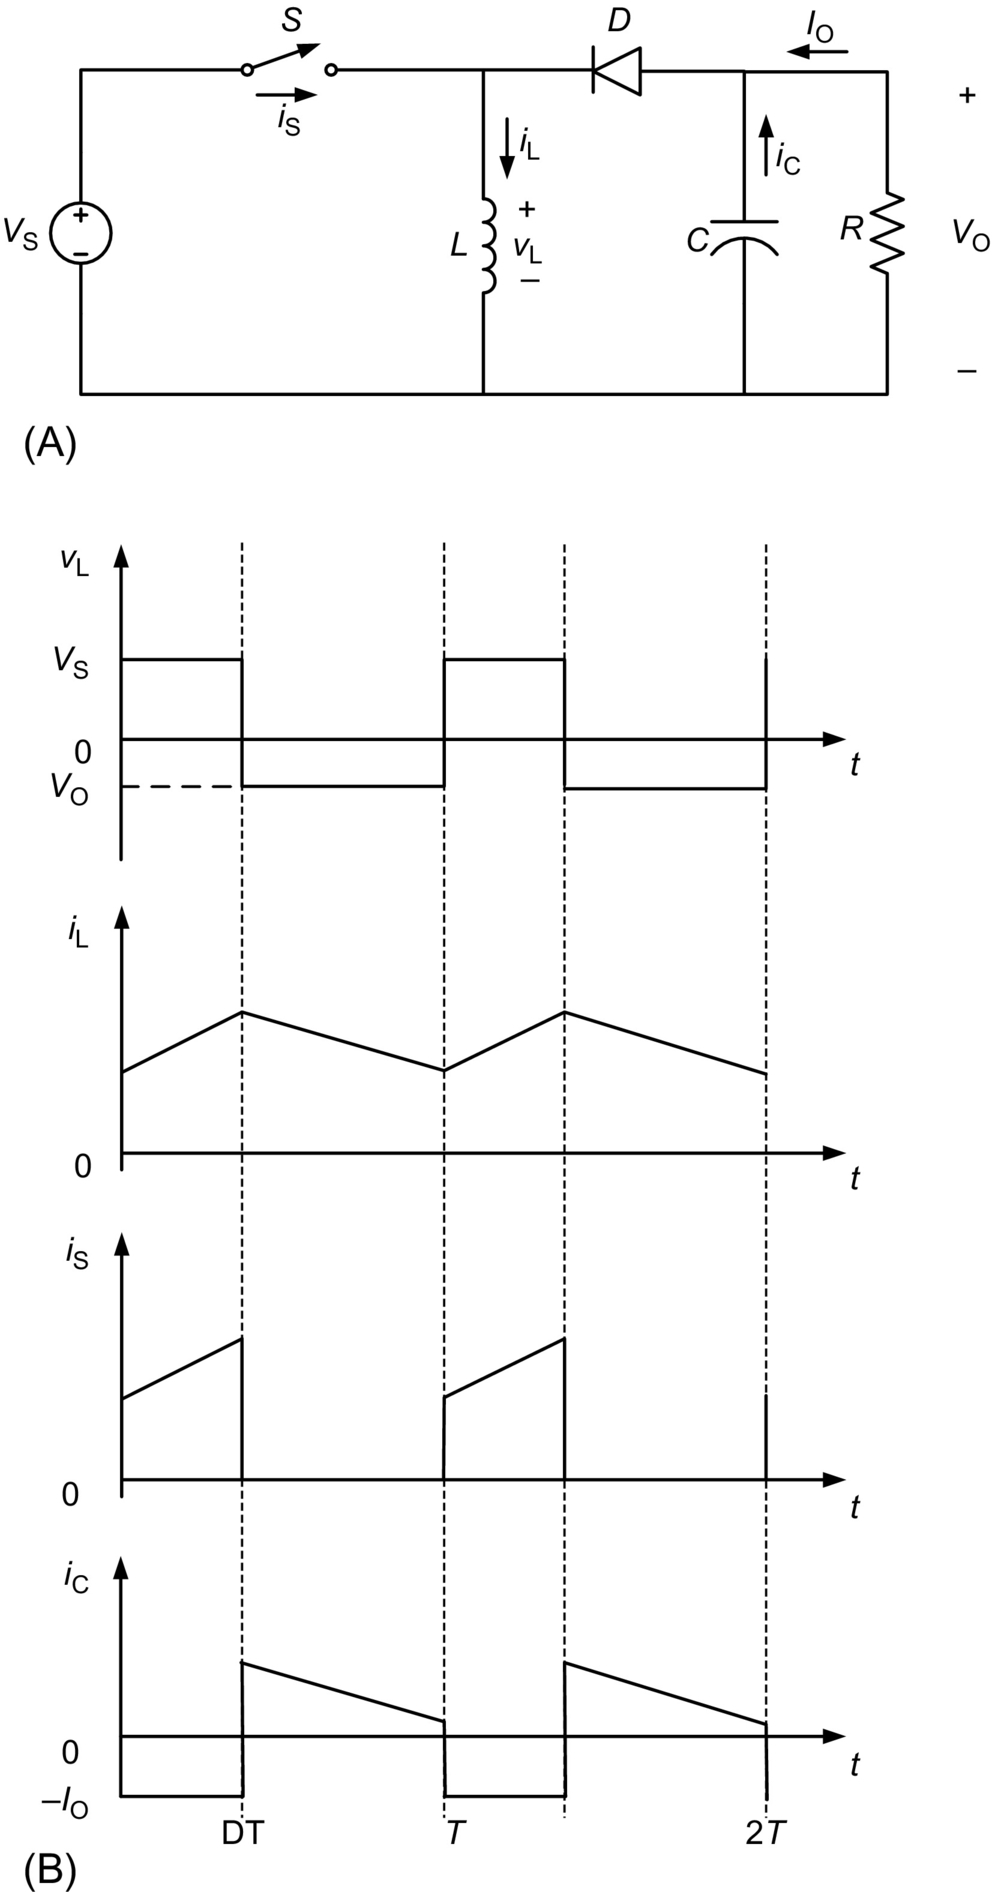 S
D
I_O
i_S
+
i_L
i_C
V_S
+
−
L
+
v_L
−
C
R
V_O
−
(A)
v_L
V_S
0
V_O
t
i_L
0
t
i_S
0
t
i_C
0
t
−I_O
DT
T
2T
(B)